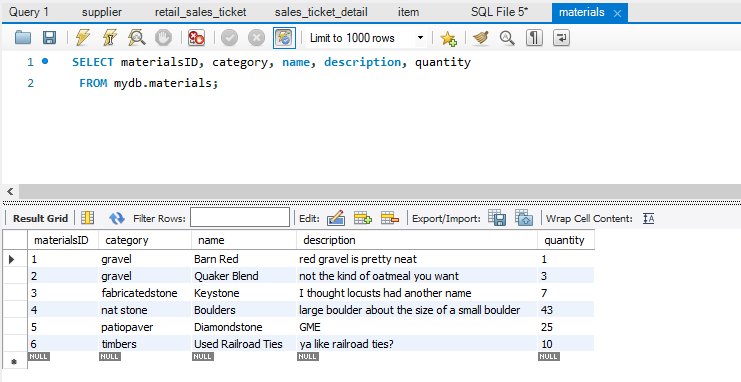 Query 1 supplier retail_sales_ticket sales_ticket_detail item SQL File 5* materials
Limit to 1000 rows
1 SELECT materialsID, category, name, description, quantity
2 FROM mydb.materials;
Result Grid Filter Rows: Edit: Export/Import: Wrap Cell Content: IA
materialsID category name description quantity
1 gravel Barn Red red gravel is pretty neat 1
2 gravel Quaker Blend not the kind of oatmeal you want 3
3 fabricatedstone Keystone I thought locusts had another name 7
4 nat stone Boulders large boulder about the size of a small boulder 43
5 patiopaver Diamondstone GME 25
6 timbers Used Railroad Ties ya like railroad ties? 10
NULL NULL NULL NULL NULL